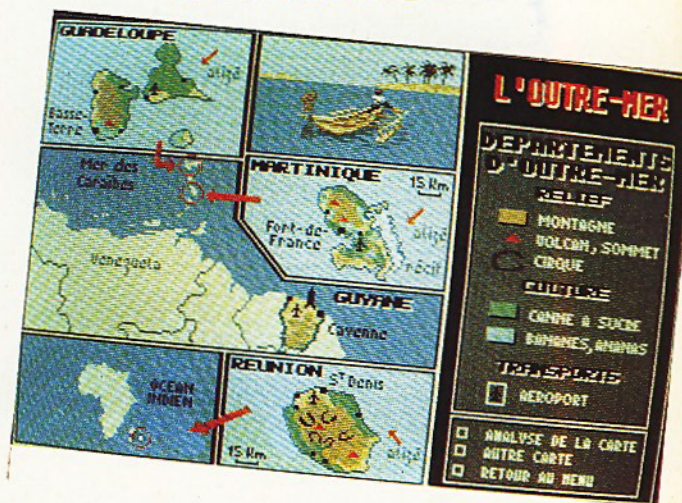 GUADELOUPE
alizé
Basse-
Terre
Mer des
Caraïbes
MARTINIQUE
15 Km
Fort-de-
France
alizé
récif
Venezuela
GUYANE
Cayenne
OCEAN
INDIEN
REUNION
St Denis
15 Km
alizé
L'OUTRE-MER
DEPARTEMENTS
D'OUTRE-MER
RELIEF
MONTAGNE
VOLCAN, SOMMET
CIRQUE
CULTURE
CANNE A SUCRE
BANANES, ANANAS
TRANSPORTS
AEROPORT
ANALYSE DE LA CARTE
AUTRE CARTE
RETOUR AU MENU